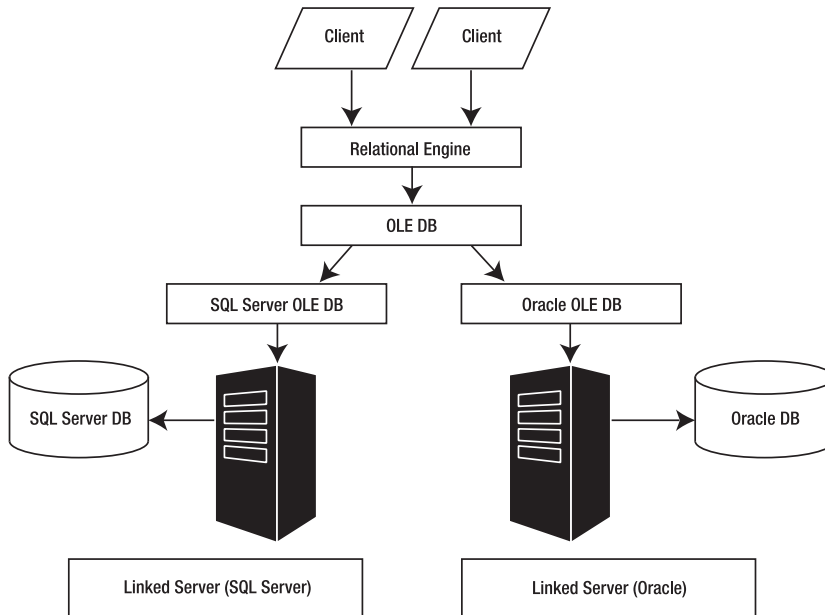 Client
Client
Relational Engine
OLE DB
SQL Server OLE DB
Oracle OLE DB
SQL Server DB
Oracle DB
Linked Server (SQL Server)
Linked Server (Oracle)